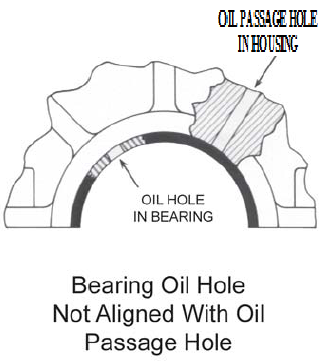 OIL PASSAGE HOLE
IN HOUSING
OIL HOLE
IN BEARING
Bearing Oil Hole
Not Aligned With Oil
Passage Hole